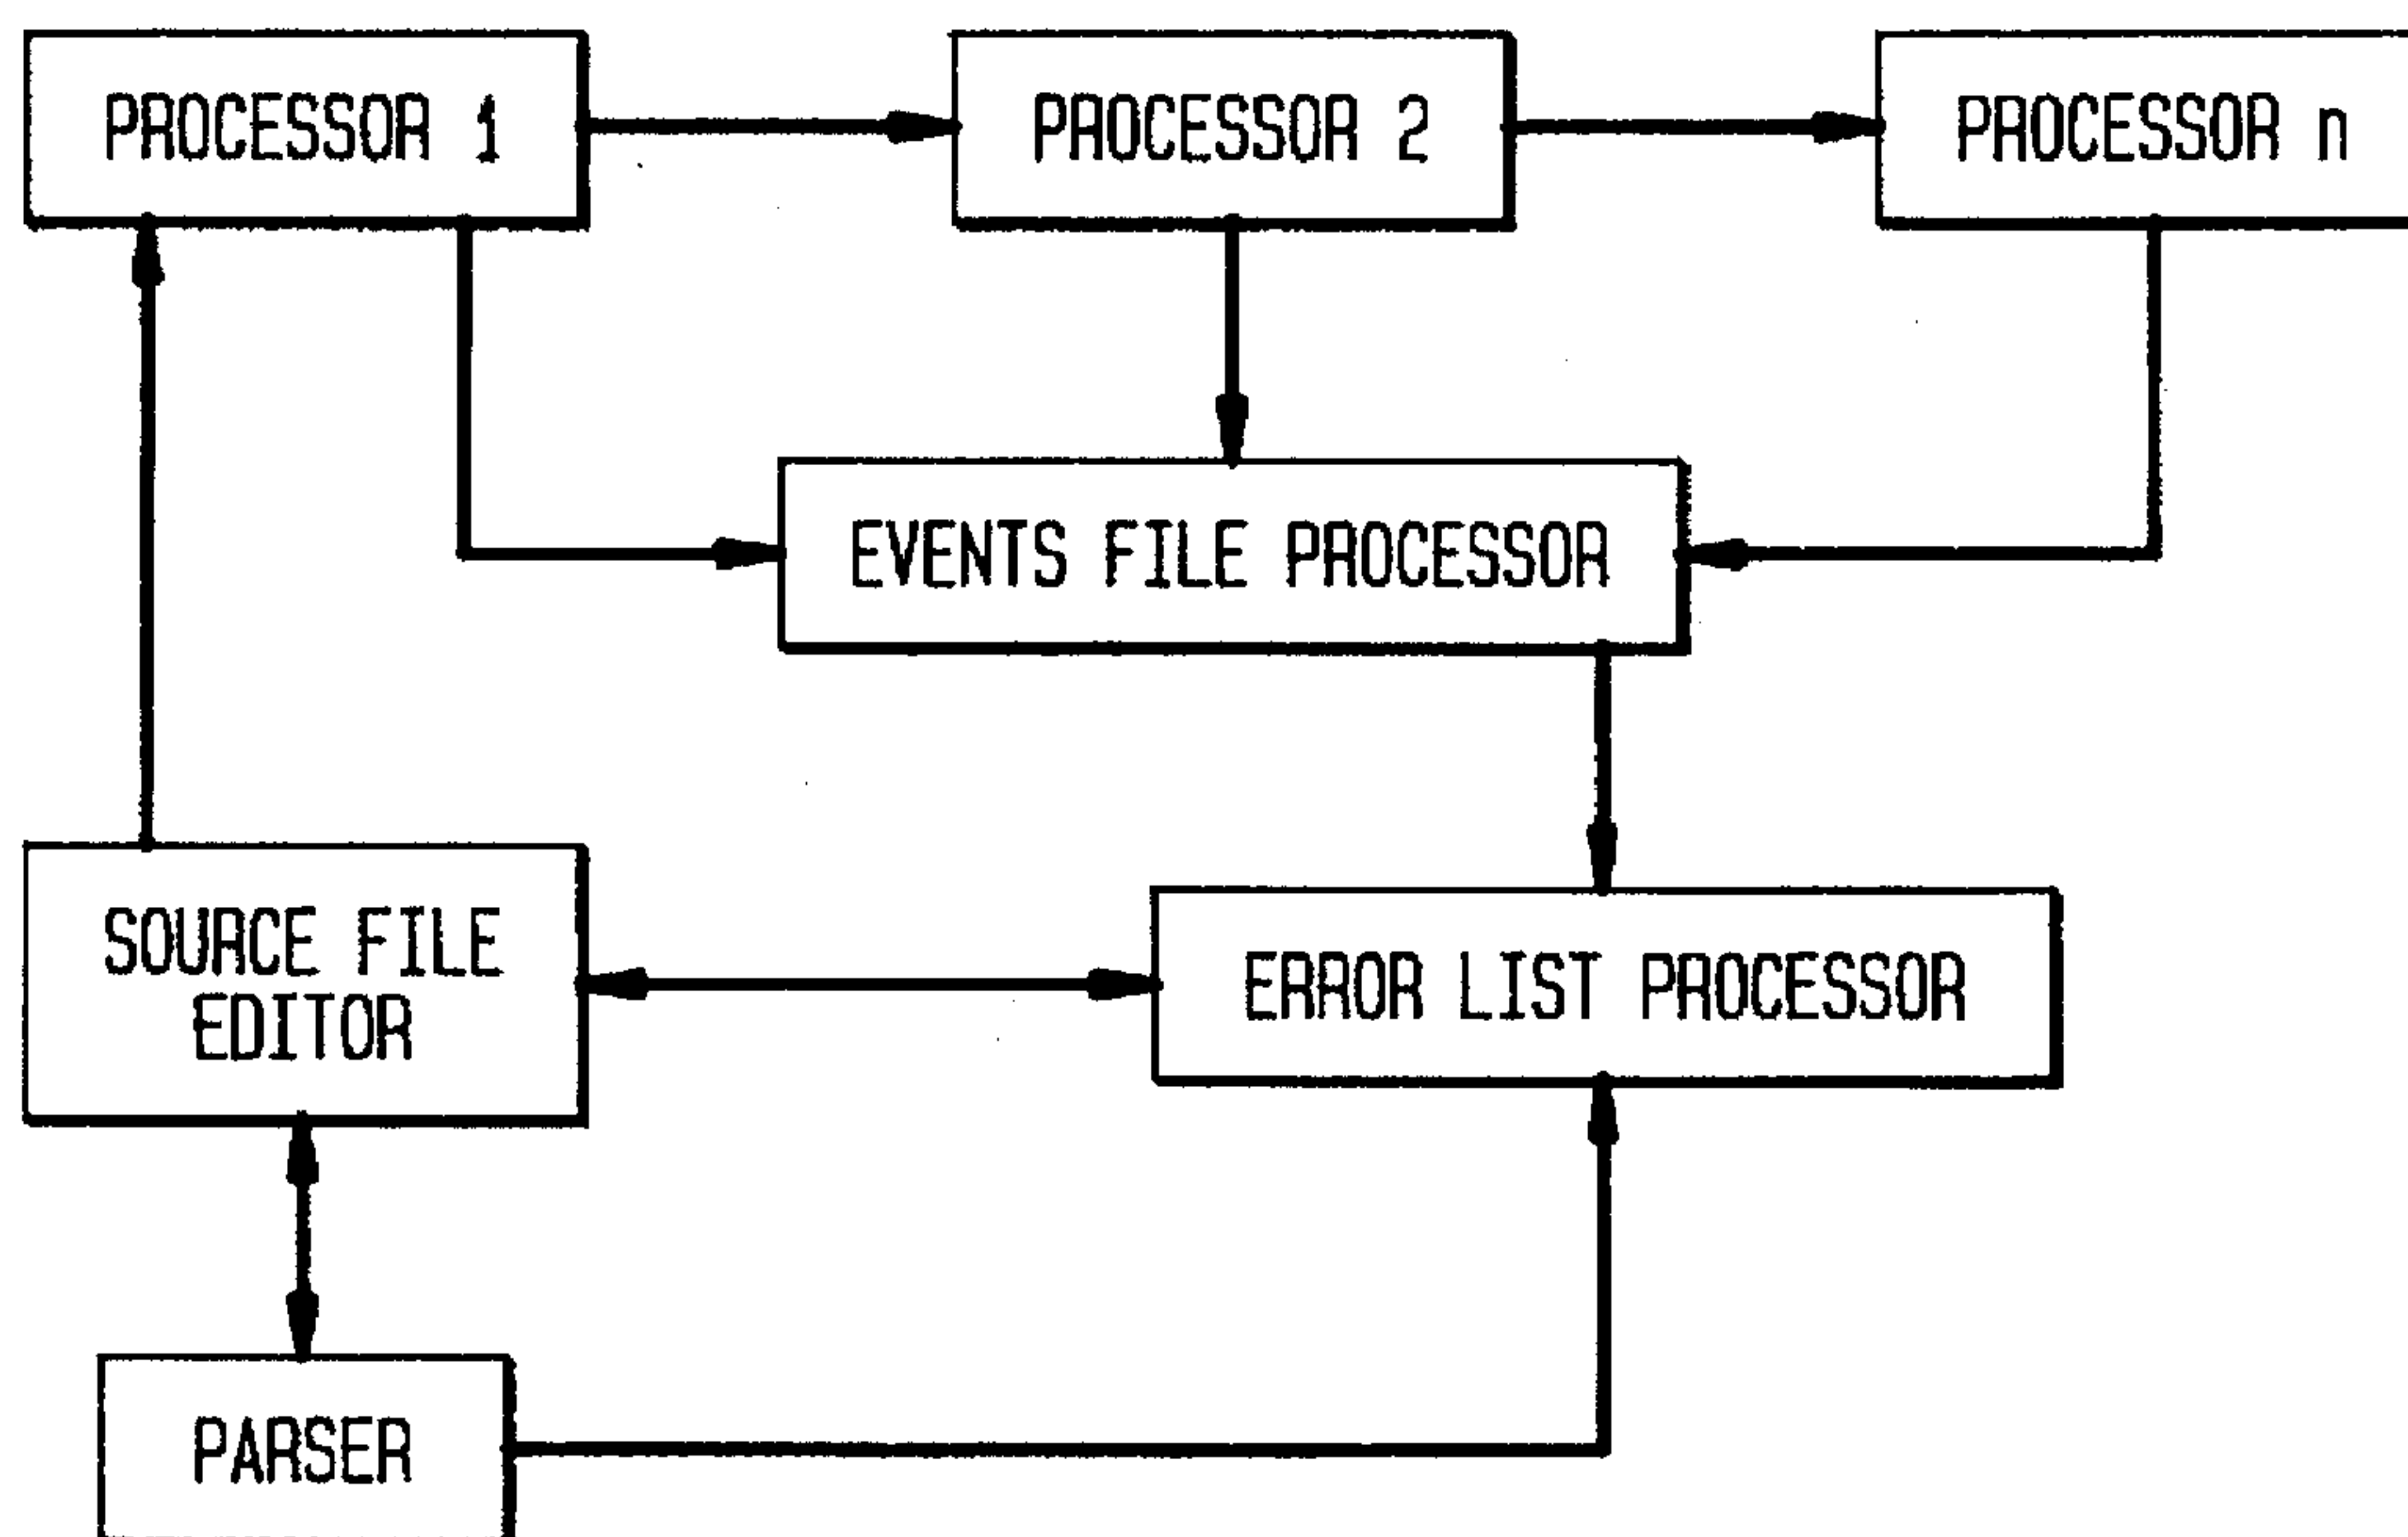 PROCESSOR 1
PROCESSOR 2
PROCESSOR n
EVENTS FILE PROCESSOR
SOURCE FILE
EDITOR
ERROR LIST PROCESSOR
PARSER